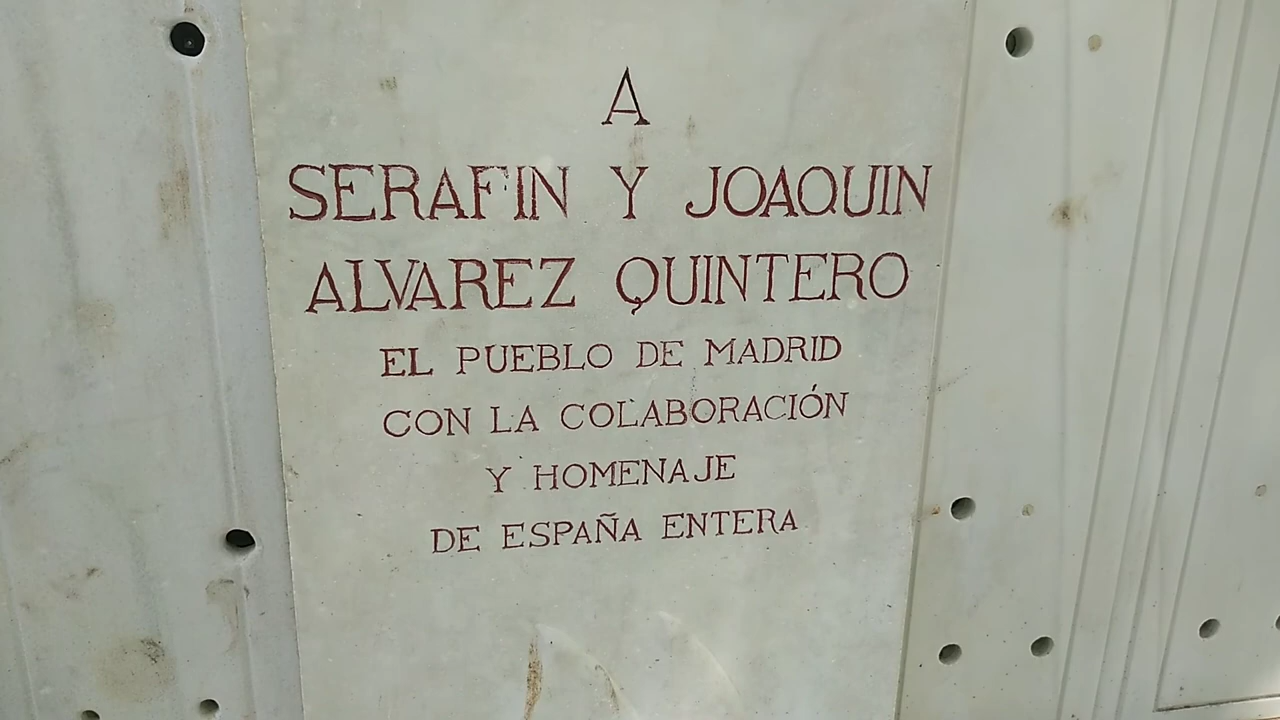 A
SERAFIN Y JOAQUIN
ALVAREZ QUINTERO
EL PUEBLO DE MADRID
CON LA COLABORACIÓN
Y HOMENAJE
DE ESPAÑA ENTERA